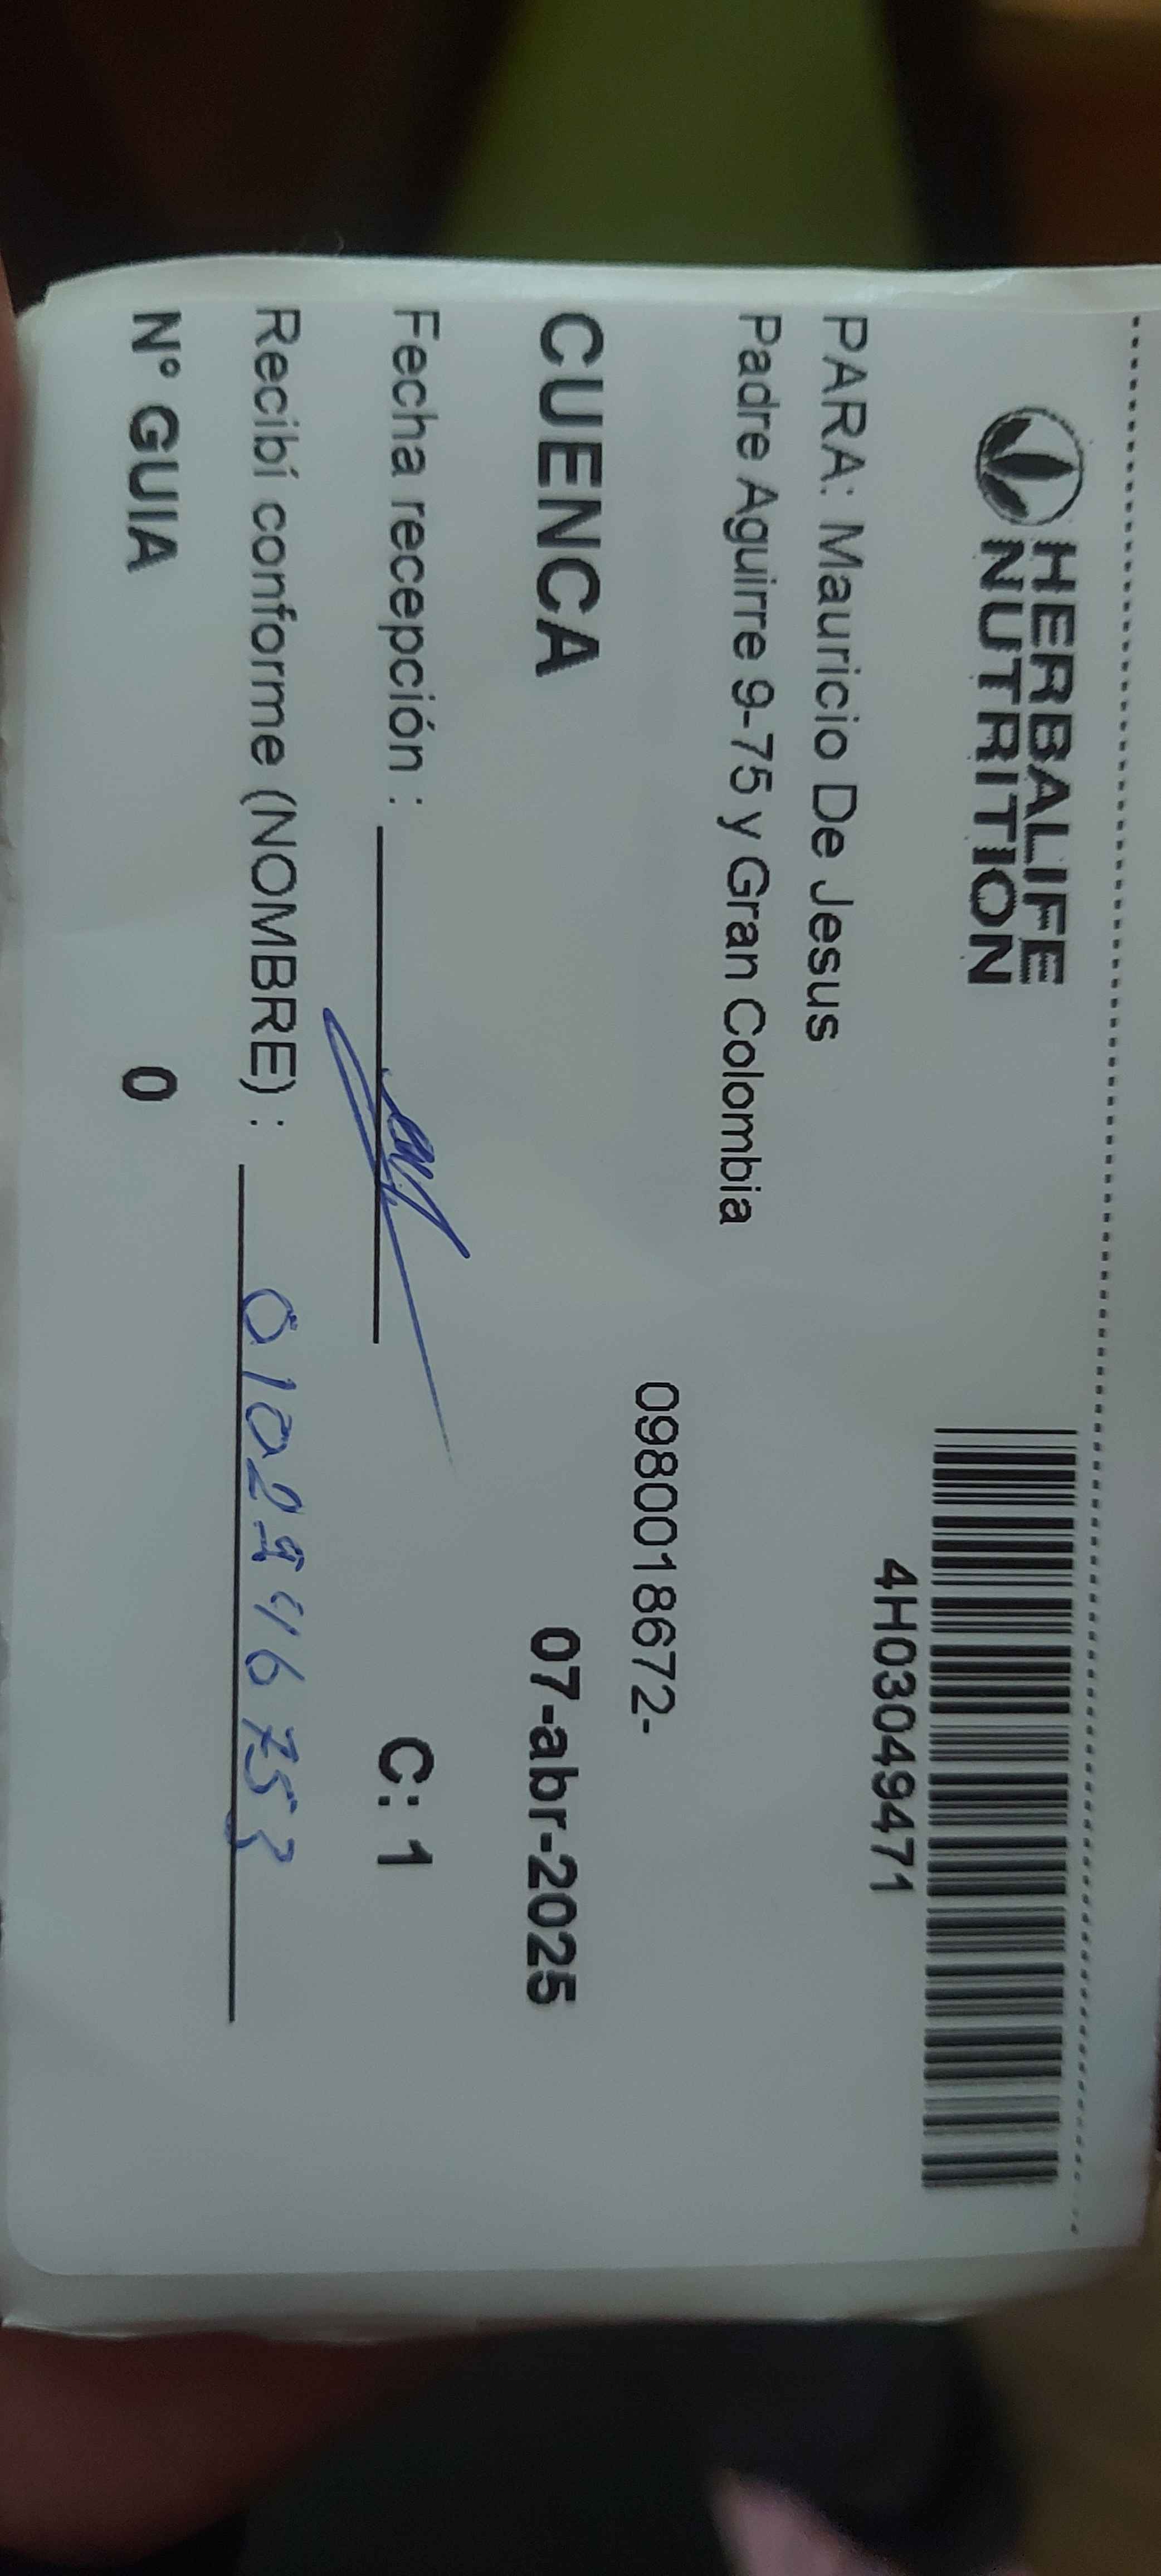 HERBALIFE
NUTRITION
4H03049471
PARA: Mauricio De Jesus
Padre Aguirre 9-75 y Gran Colombia
0980018672-
CUENCA 07-abr-2025
Fecha recepción : C: 1
Recibí conforme (NOMBRE) :
N° GUIA 0